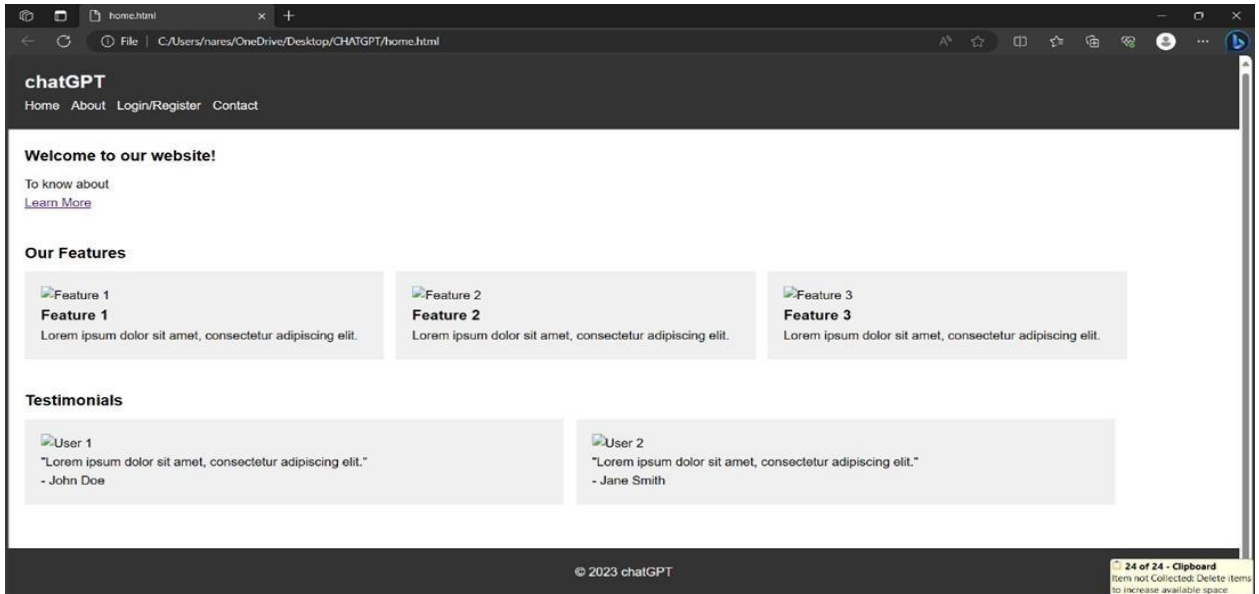 home.html
File | C:/Users/nares/OneDrive/Desktop/CHATGPT/home.html
chatGPT
Home About Login/Register Contact
Welcome to our website!
To know about
Learn More
Our Features
Feature 1 Feature 2 Feature 3
Feature 1 Feature 2 Feature 3
Lorem ipsum dolor sit amet, consectetur adipiscing elit. Lorem ipsum dolor sit amet, consectetur adipiscing elit. Lorem ipsum dolor sit amet, consectetur adipiscing elit.
Testimonials
User 1 User 2
"Lorem ipsum dolor sit amet, consectetur adipiscing elit." "Lorem ipsum dolor sit amet, consectetur adipiscing elit."
- John Doe - Jane Smith
© 2023 chatGPT
24 of 24 - Clipboard
Item not Collected: Delete items
to increase available space